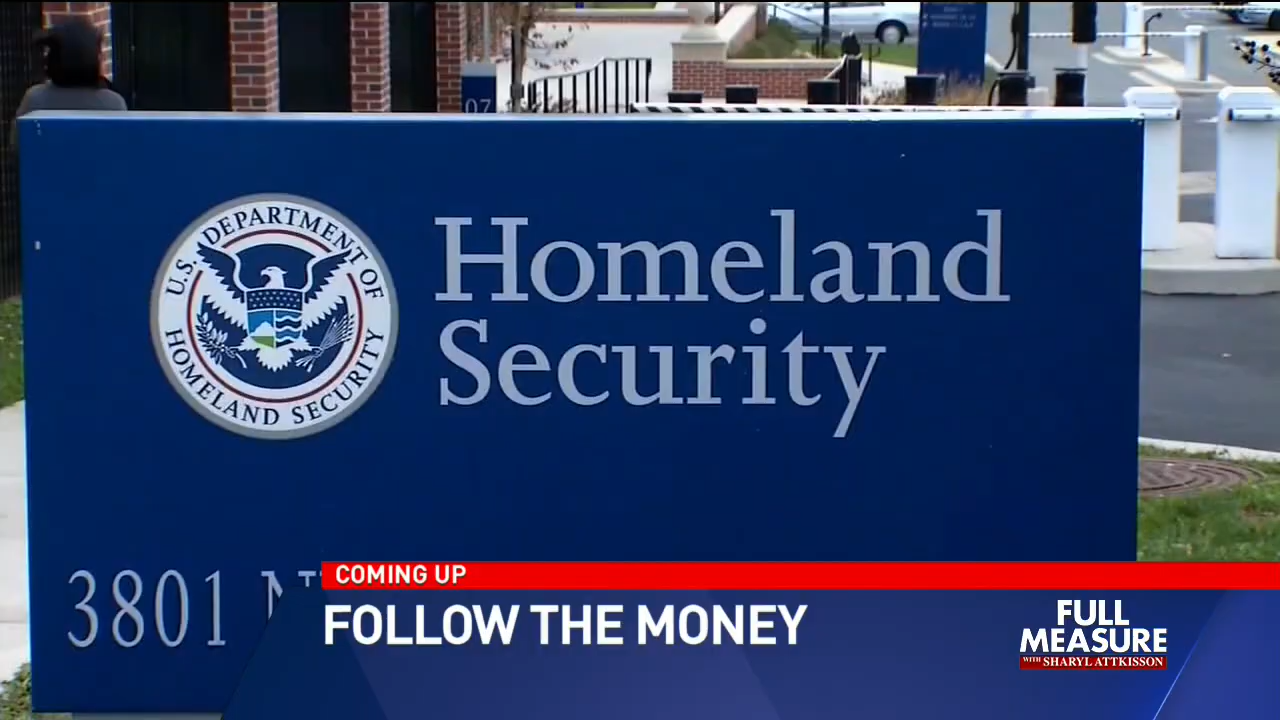 U.S. DEPARTMENT OF
HOMELAND SECURITY
Homeland
Security
3801
COMING UP
FOLLOW THE MONEY
FULL
MEASURE
WITH SHARYL ATTKISSON